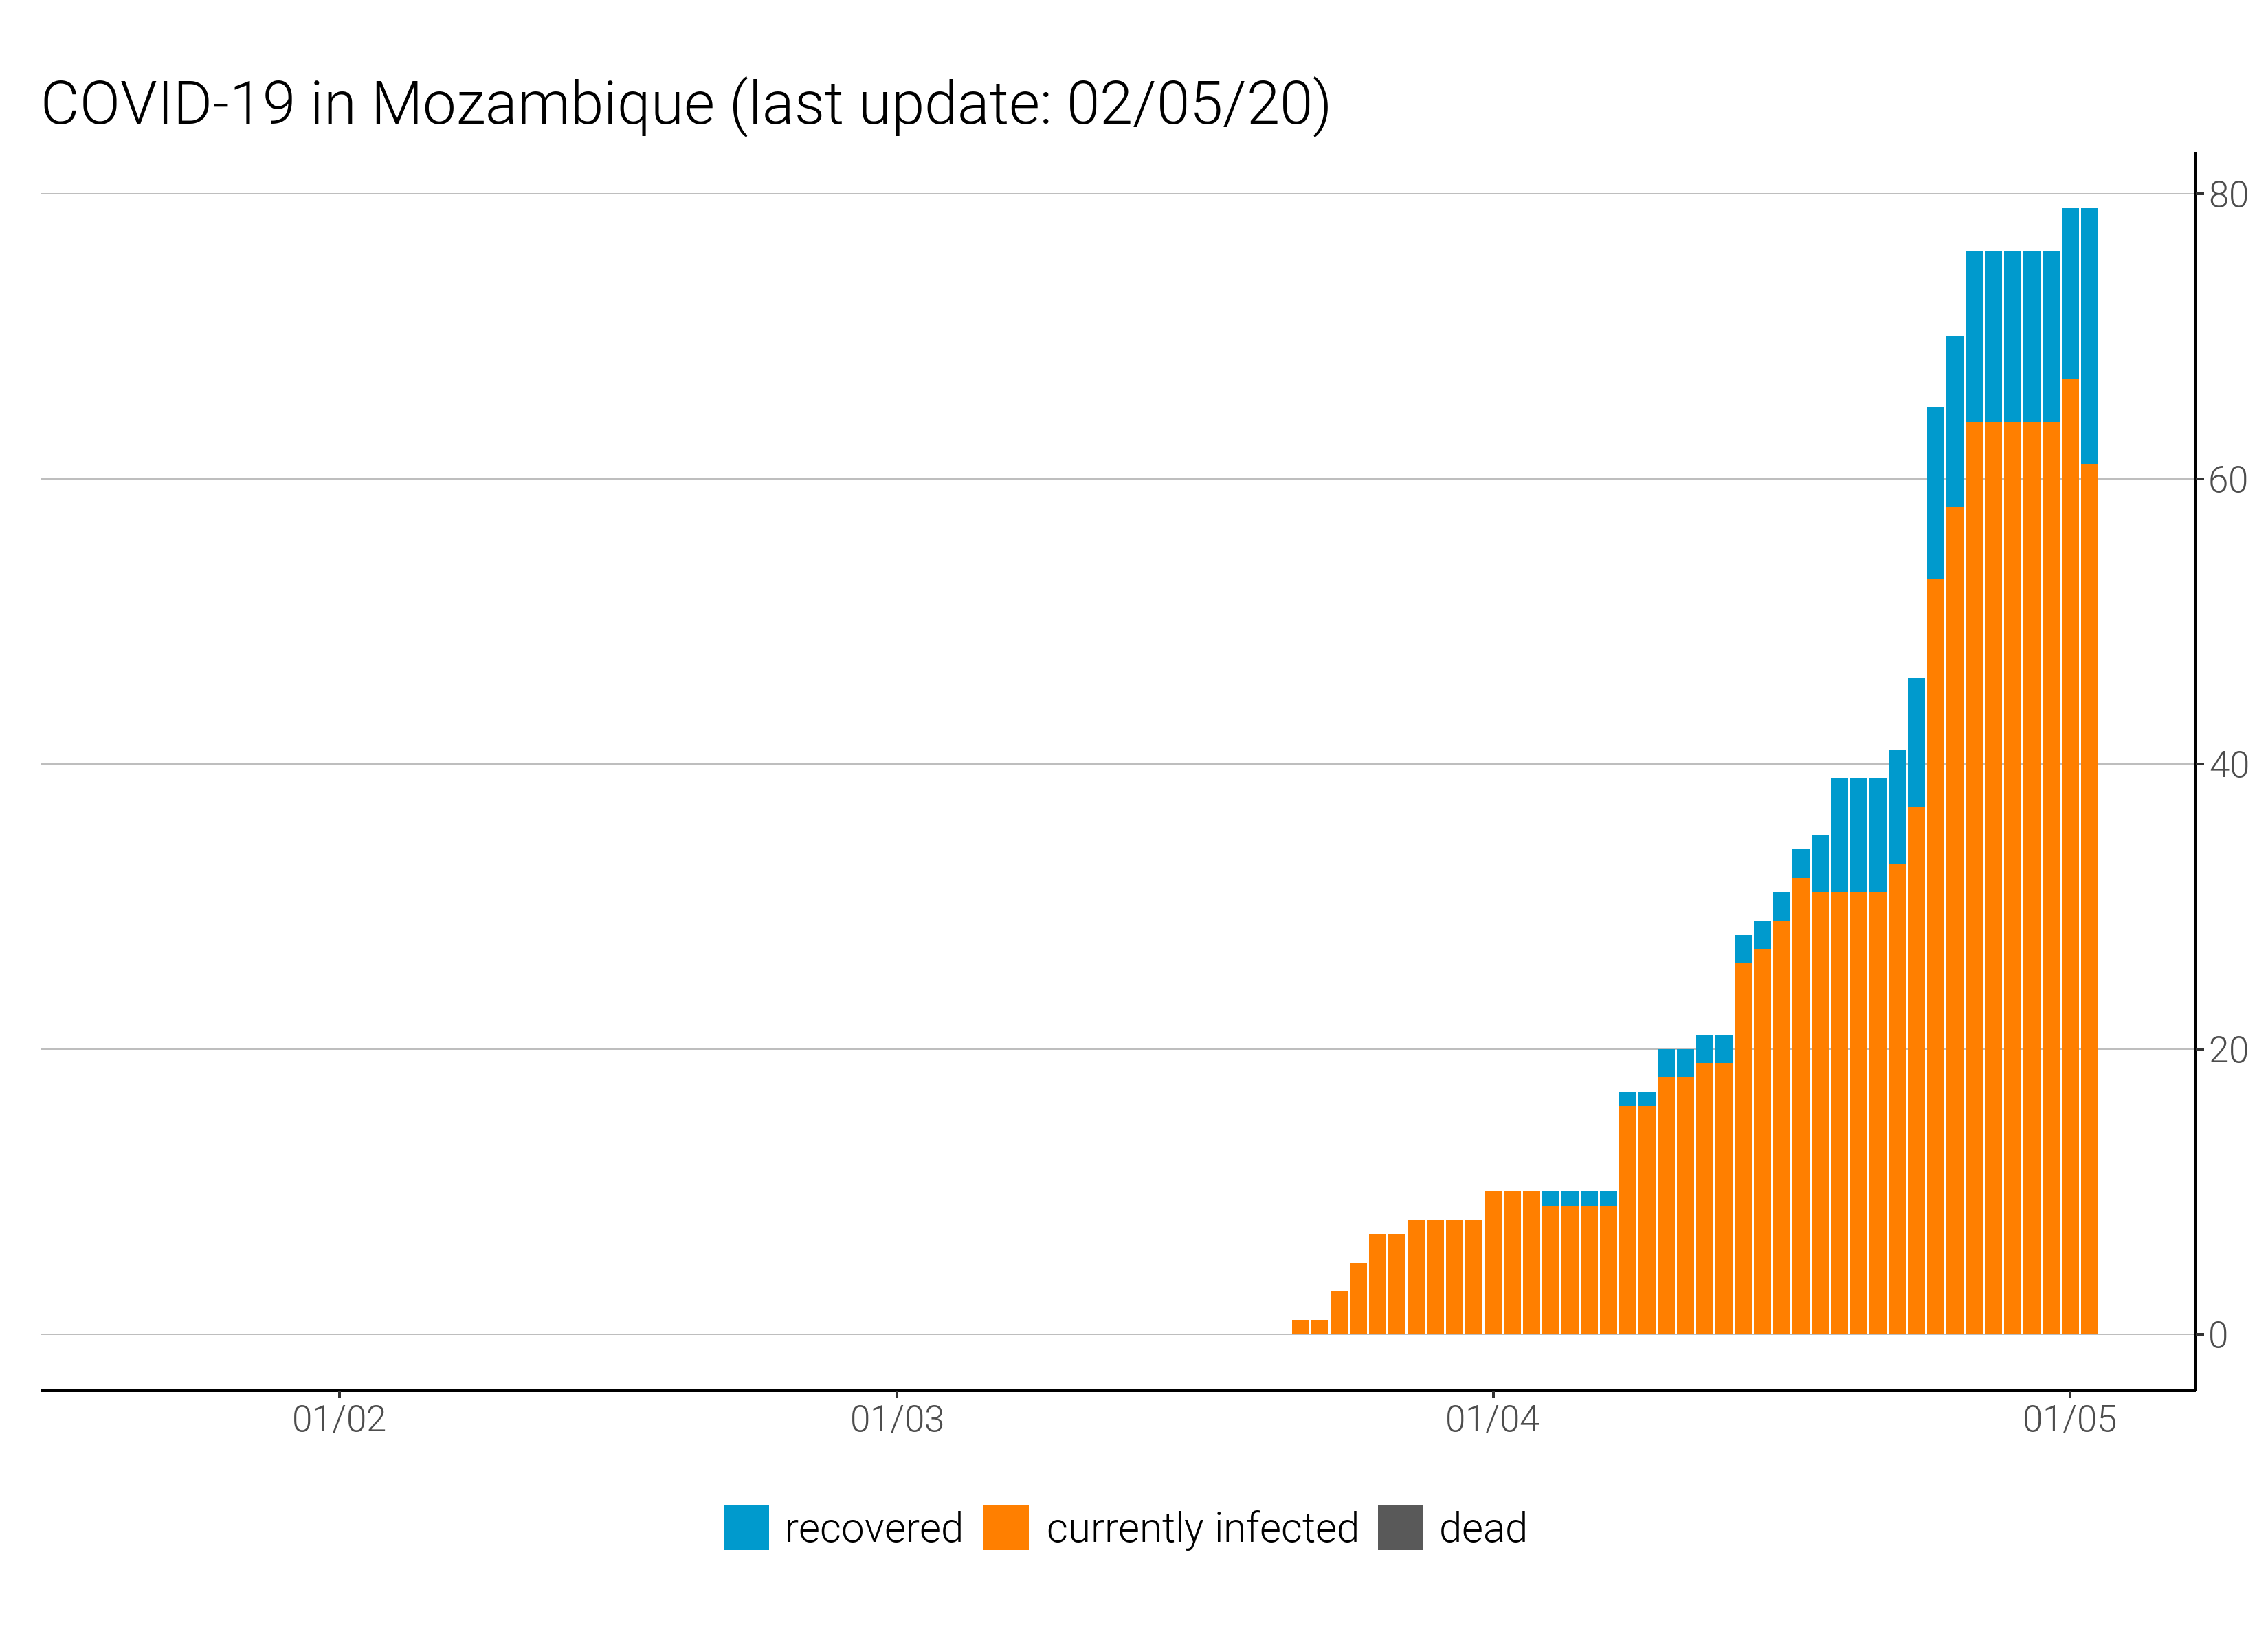 COVID-19 in Mozambique (last update: 02/05/20)
80
60
40
20
0
01/02 01/03 01/04 01/05
recovered currently infected dead